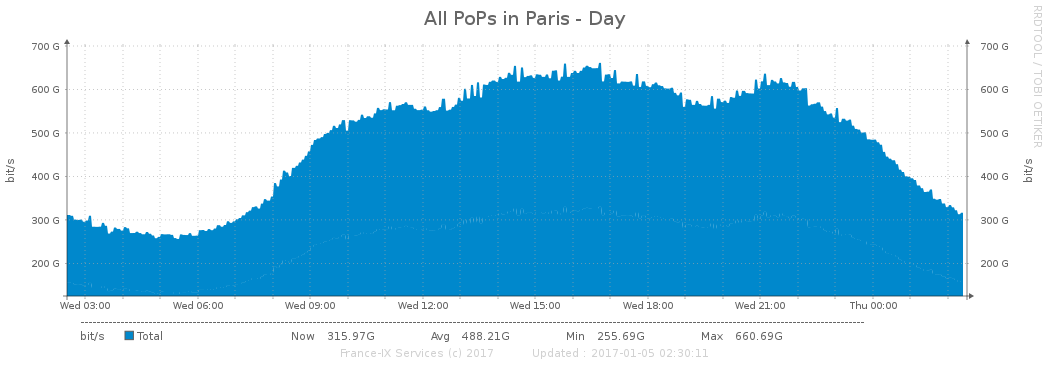 All PoPs in Paris - Day
RRDTOOL / TOBI OETIKER
700 G 700 G
600 G 600 G
500 G 500 G
400 G 400 G
300 G 300 G
200 G 200 G
bit/s bit/s
Wed 03:00 Wed 06:00 Wed 09:00 Wed 12:00 Wed 15:00 Wed 18:00 Wed 21:00 Thu 00:00
bit/s Total Now 315.97G Avg 488.21G Min 255.69G Max 660.69G
France-IX Services (c) 2017 Updated : 2017-01-05 02:30:11